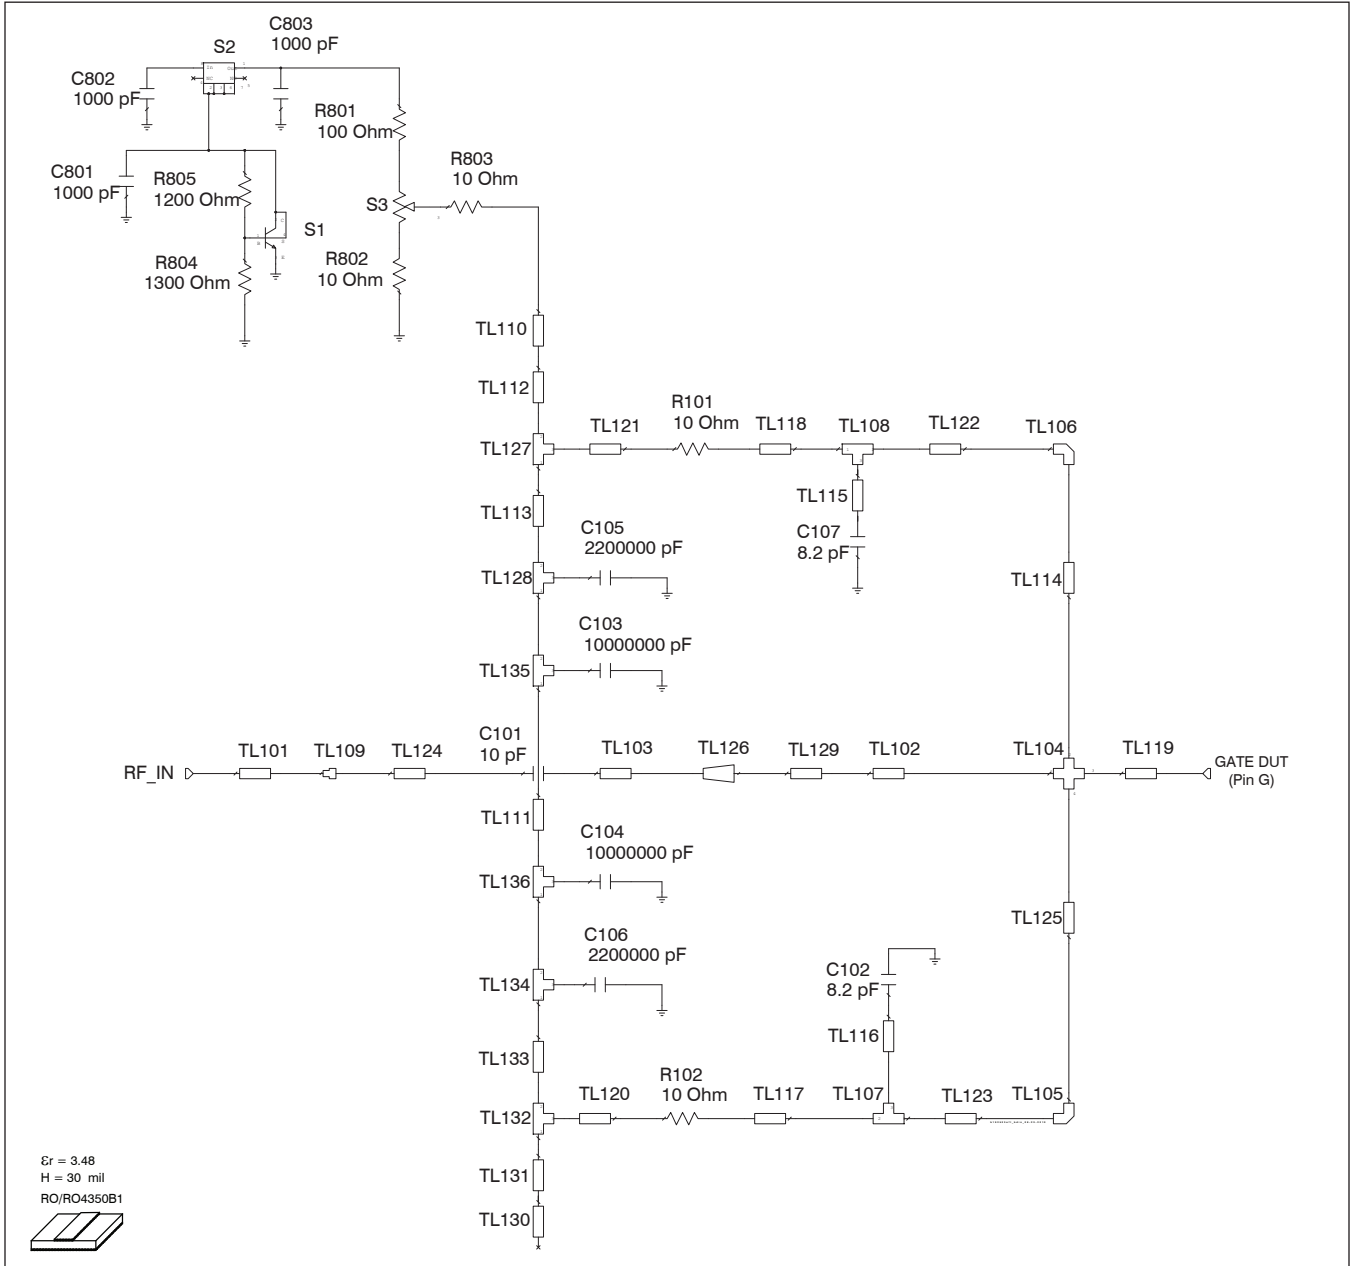 C803
1000 pF
S2
C802
1000 pF
R801
100 Ohm
R803
10 Ohm
C801
1000 pF
R805
1200 Ohm
S3
S1
R802
10 Ohm
R804
1300 Ohm
TL110
TL112
R101
10 Ohm
TL127
TL121
TL118
TL108
TL122
TL106
TL115
TL113
C105
2200000 pF
C107
8.2 pF
TL128
TL114
C103
10000000 pF
TL135
C101
10 pF
RF_IN
TL101
TL109
TL124
TL103
TL126
TL129
TL102
TL104
TL119
GATE DUT
(Pin G)
TL111
C104
10000000 pF
TL136
TL125
C106
2200000 pF
C102
8.2 pF
TL134
TL116
TL133
R102
10 Ohm
TL132
TL120
TL117
TL107
TL123
TL105
TL131
TL130
Ɛr = 3.48
H = 30 mil
RO/RO4350B1